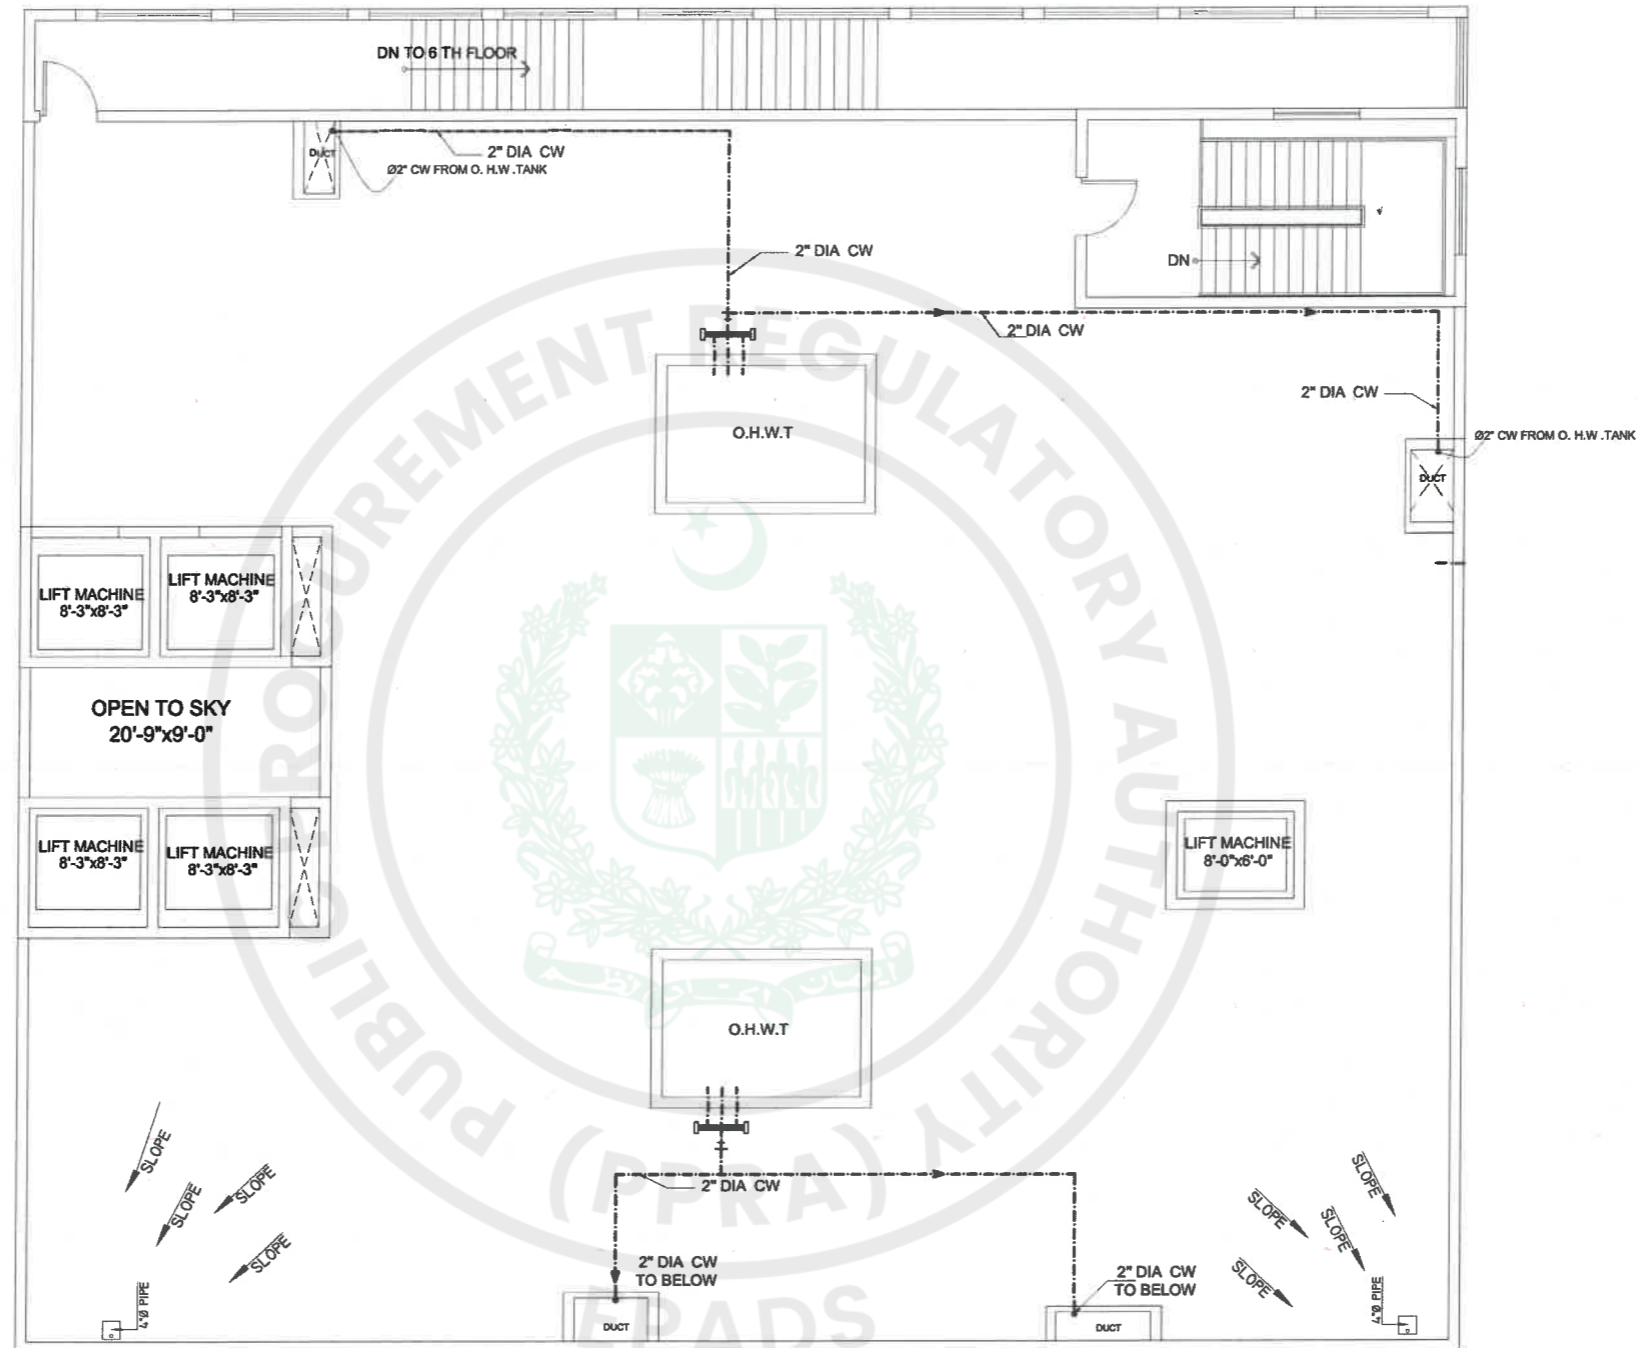 DN TO 6 TH FLOOR
DUCT
2" DIA CW
Ø2" CW FROM O. H.W .TANK
2" DIA CW
DN
2" DIA CW
2" DIA CW
Ø2" CW FROM O. H.W .TANK
DUCT
O.H.W.T
LIFT MACHINE
8'-3"x8'-3"
LIFT MACHINE
8'-3"x8'-3"
OPEN TO SKY
20'-9"x9'-0"
LIFT MACHINE
8'-3"x8'-3"
LIFT MACHINE
8'-3"x8'-3"
LIFT MACHINE
8'-0"x6'-0"
O.H.W.T
2" DIA CW
SLOPE
SLOPE
SLOPE
SLOPE
SLOPE
SLOPE
SLOPE
SLOPE
2" DIA CW
TO BELOW
2" DIA CW
TO BELOW
4"Ø PIPE
4"Ø PIPE
DUCT
DUCT
PUBLIC PROCUREMENT REGULATORY AUTHORITY
(PPRA)
EPADS